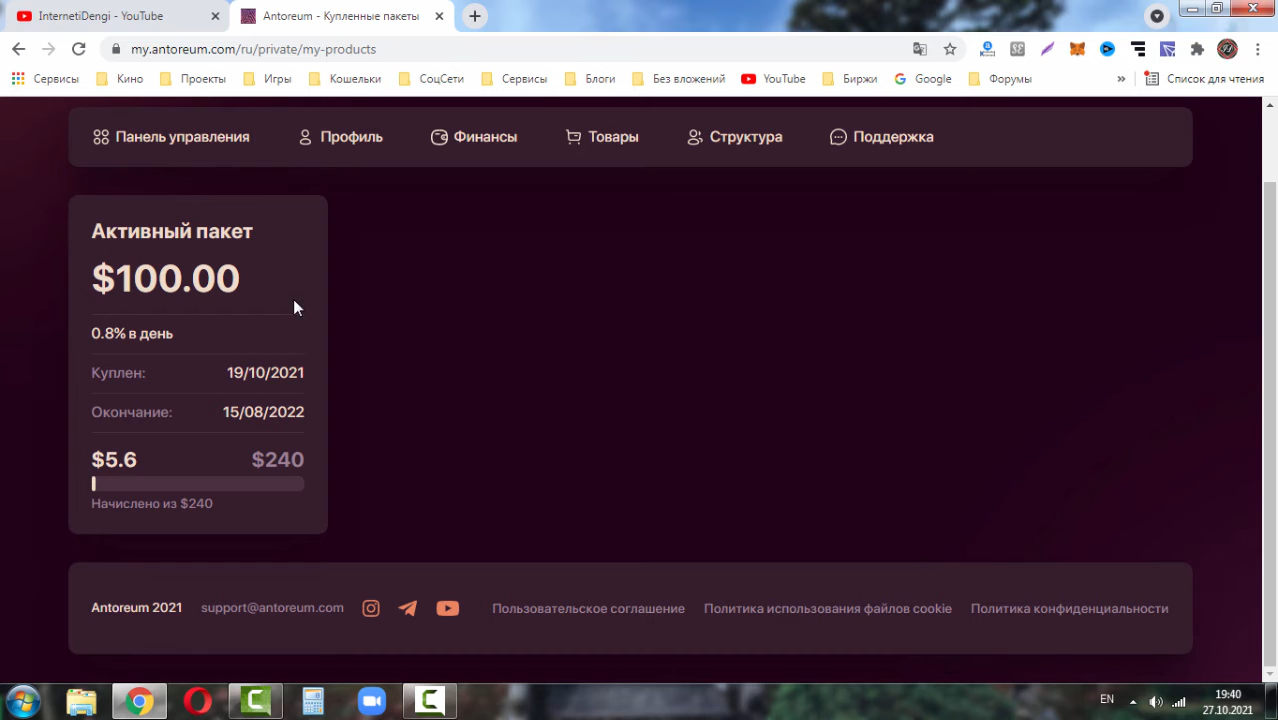 InternetiDengi - YouTube
Antoreum - Купленные пакеты
my.antoreum.com/ru/private/my-products
Сервисы
Кино
Проекты
Игры
Кошельки
СоцСети
Сервисы
Блоги
Без вложений
YouTube
Биржи
Google
Форумы
»
Список для чтения
Панель управления
Профиль
Финансы
Товары
Структура
Поддержка
Активный пакет
$100.00
0.8% в день
Куплен: 19/10/2021
Окончание: 15/08/2022
$5.6 $240
Начислено из $240
Antoreum 2021
support@antoreum.com
Пользовательское соглашение
Политика использования файлов cookie
Политика конфиденциальности
EN
19:40
27.10.2021